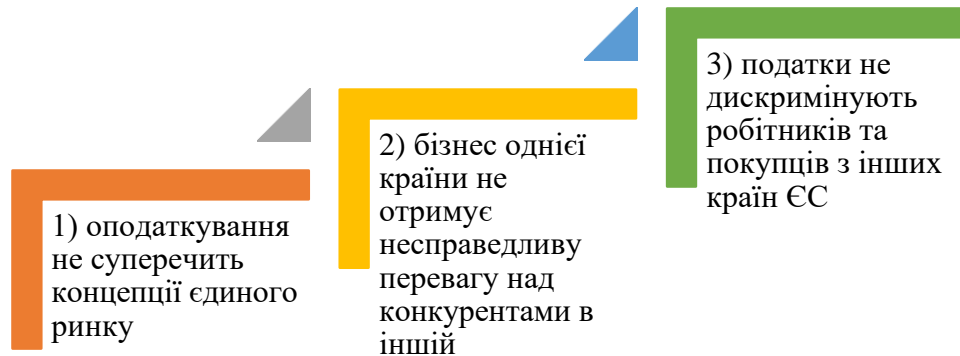 1) оподаткування
не суперечить
концепції єдиного
ринку
2) бізнес однієї
країни не
отримує
несправедливу
перевагу над
конкурентами в
іншій
3) податки не
дискримінують
робітників та
покупців з інших
країн ЄС